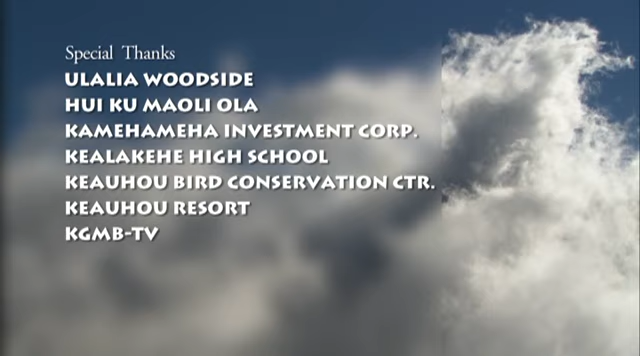 Special Thanks
ULALIA WOODSIDE
HUI KU MAOLI OLA
KAMEHAMEHA INVESTMENT CORP.
KEALAKEHE HIGH SCHOOL
KEAUHOU BIRD CONSERVATION CTR.
KEAUHOU RESORT
KGMB-TV